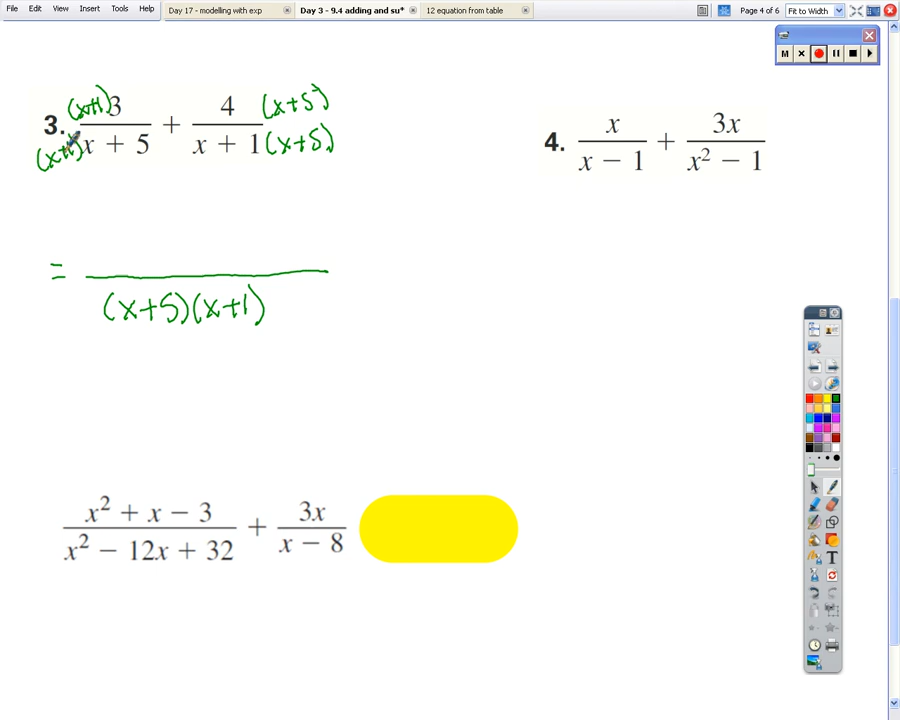 File Edit View Insert Tools Help
Day 17 - modelling with exp
Day 3 - 9.4 adding and su*
12 equation from table
Page 4 of 6
Fit to Width
M
3. (x+1)3 / (x+1)x + 5 + 4(x+5) / x + 1(x+5)
= / (x+5)(x+1)
4. x / x − 1 + 3x / x² − 1
x² + x − 3 / x² − 12x + 32 + 3x / x − 8
T